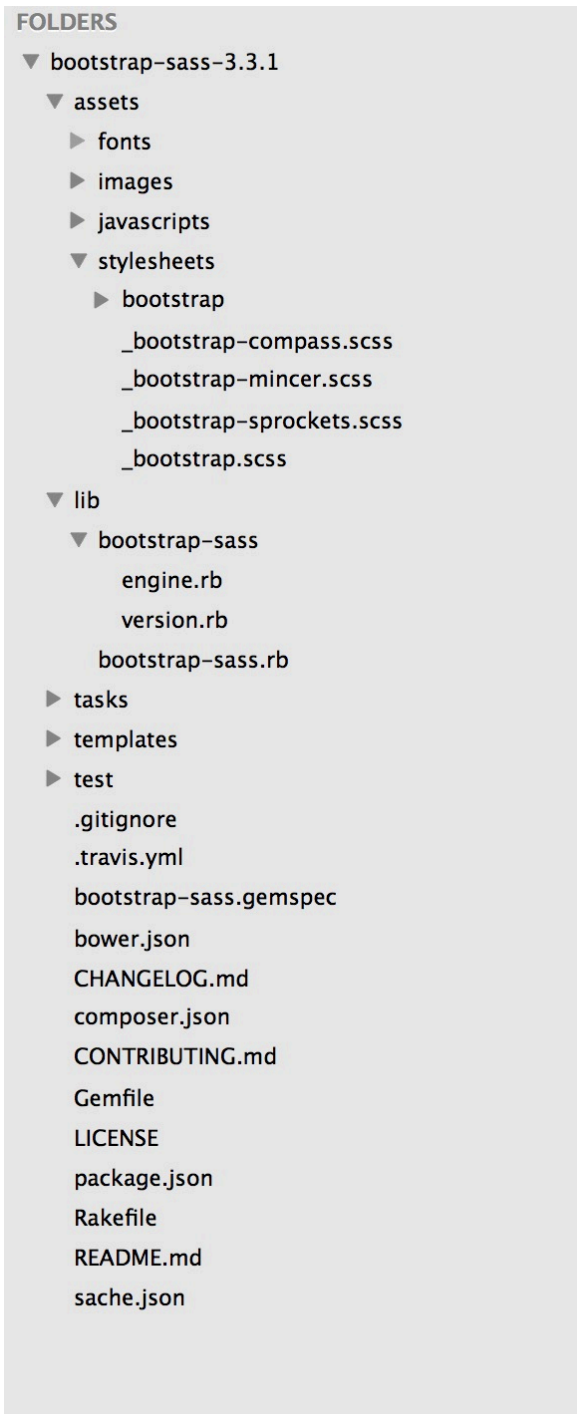 FOLDERS
bootstrap-sass-3.3.1
assets
fonts
images
javascripts
stylesheets
bootstrap
_bootstrap-compass.scss
_bootstrap-mincer.scss
_bootstrap-sprockets.scss
_bootstrap.scss
lib
bootstrap-sass
engine.rb
version.rb
bootstrap-sass.rb
tasks
templates
test
.gitignore
.travis.yml
bootstrap-sass.gemspec
bower.json
CHANGELOG.md
composer.json
CONTRIBUTING.md
Gemfile
LICENSE
package.json
Rakefile
README.md
sache.json